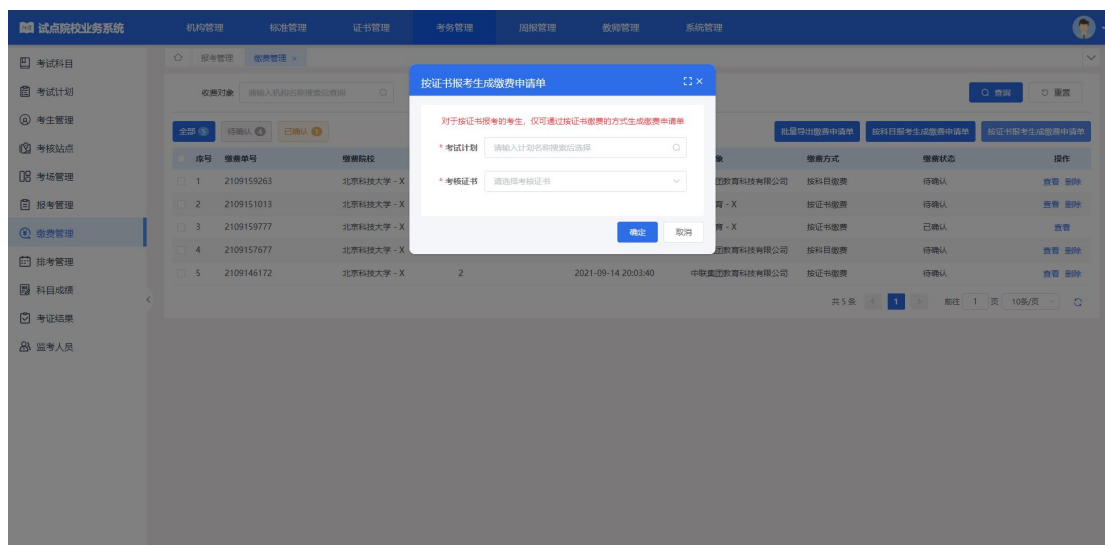 试点院校业务系统 机构管理 标准管理 证书管理 考务管理 周报管理 教师管理 系统管理
考试科目
考试计划
考生管理
考核站点
考场管理
报考管理
缴费管理
排考管理
科目成绩
考证结果
监考人员
报考管理 缴费管理 ×
收费对象 请输入机构名称搜索后查询 查询 重置
全部 5 待确认 4 已确认 1 批量导出缴费申请单 按科目报考生成缴费申请单 按证书报考生成缴费申请单
序号 缴费单号 缴费院校 缴费方式 缴费状态 操作
1 2109159263 北京科技大学 - X 团教育科技有限公司 按科目缴费 待确认 查看 删除
2 2109151013 北京科技大学 - X 育 - X 按证书缴费 待确认 查看 删除
3 2109159777 北京科技大学 - X 育 - X 按证书缴费 已确认 查看
4 2109157677 北京科技大学 - X 团教育科技有限公司 按科目缴费 待确认 查看 删除
5 2109146172 北京科技大学 - X 2 2021-09-14 20:03:40 中联集团教育科技有限公司 按证书缴费 待确认 查看 删除
共 5 条 1 前往 1 页 10条/页
按证书报考生成缴费申请单
对于按证书报考的考生，仅可通过按证书缴费的方式生成缴费申请单
* 考试计划 请输入计划名称搜索后选择
* 考核证书 请选择考核证书
确定 取消